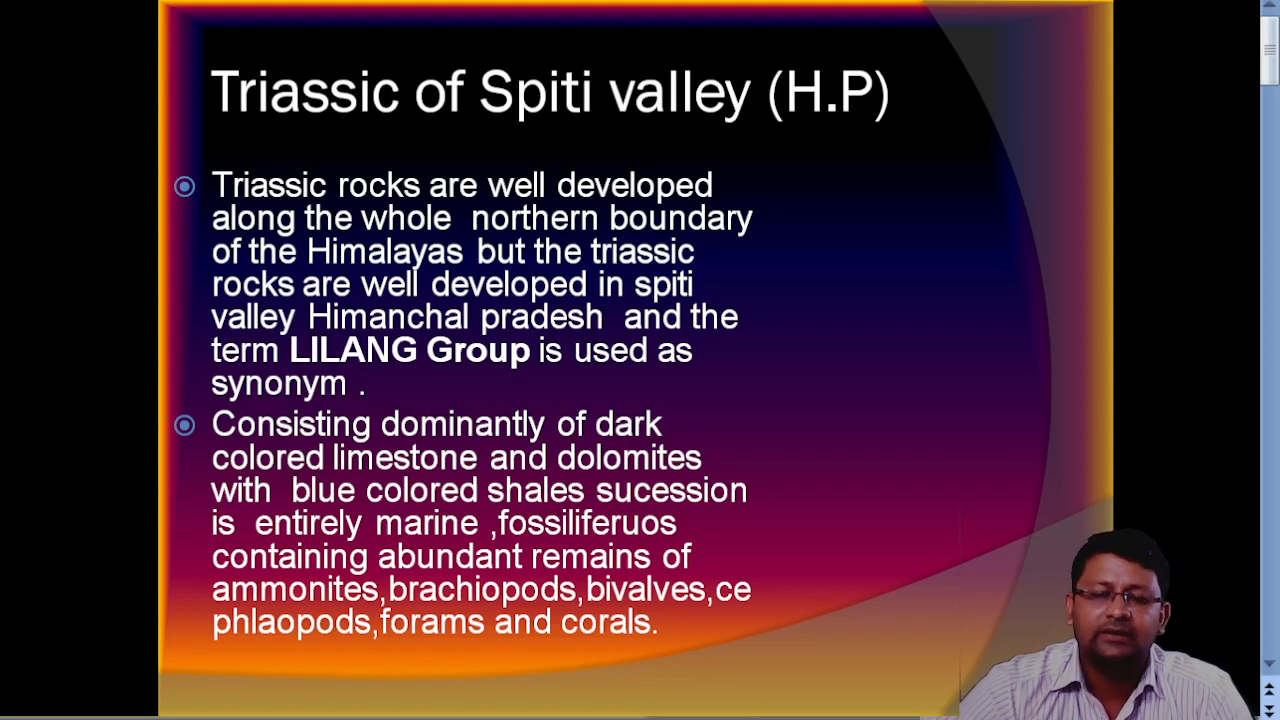 Triassic of Spiti valley (H.P)
Triassic rocks are well developed
along the whole northern boundary
of the Himalayas but the triassic
rocks are well developed in spiti
valley Himanchal pradesh and the
term LILANG Group is used as
synonym .
Consisting dominantly of dark
colored limestone and dolomites
with blue colored shales sucession
is entirely marine ,fossiliferuos
containing abundant remains of
ammonites,brachiopods,bivalves,ce
phlaopods,forams and corals.